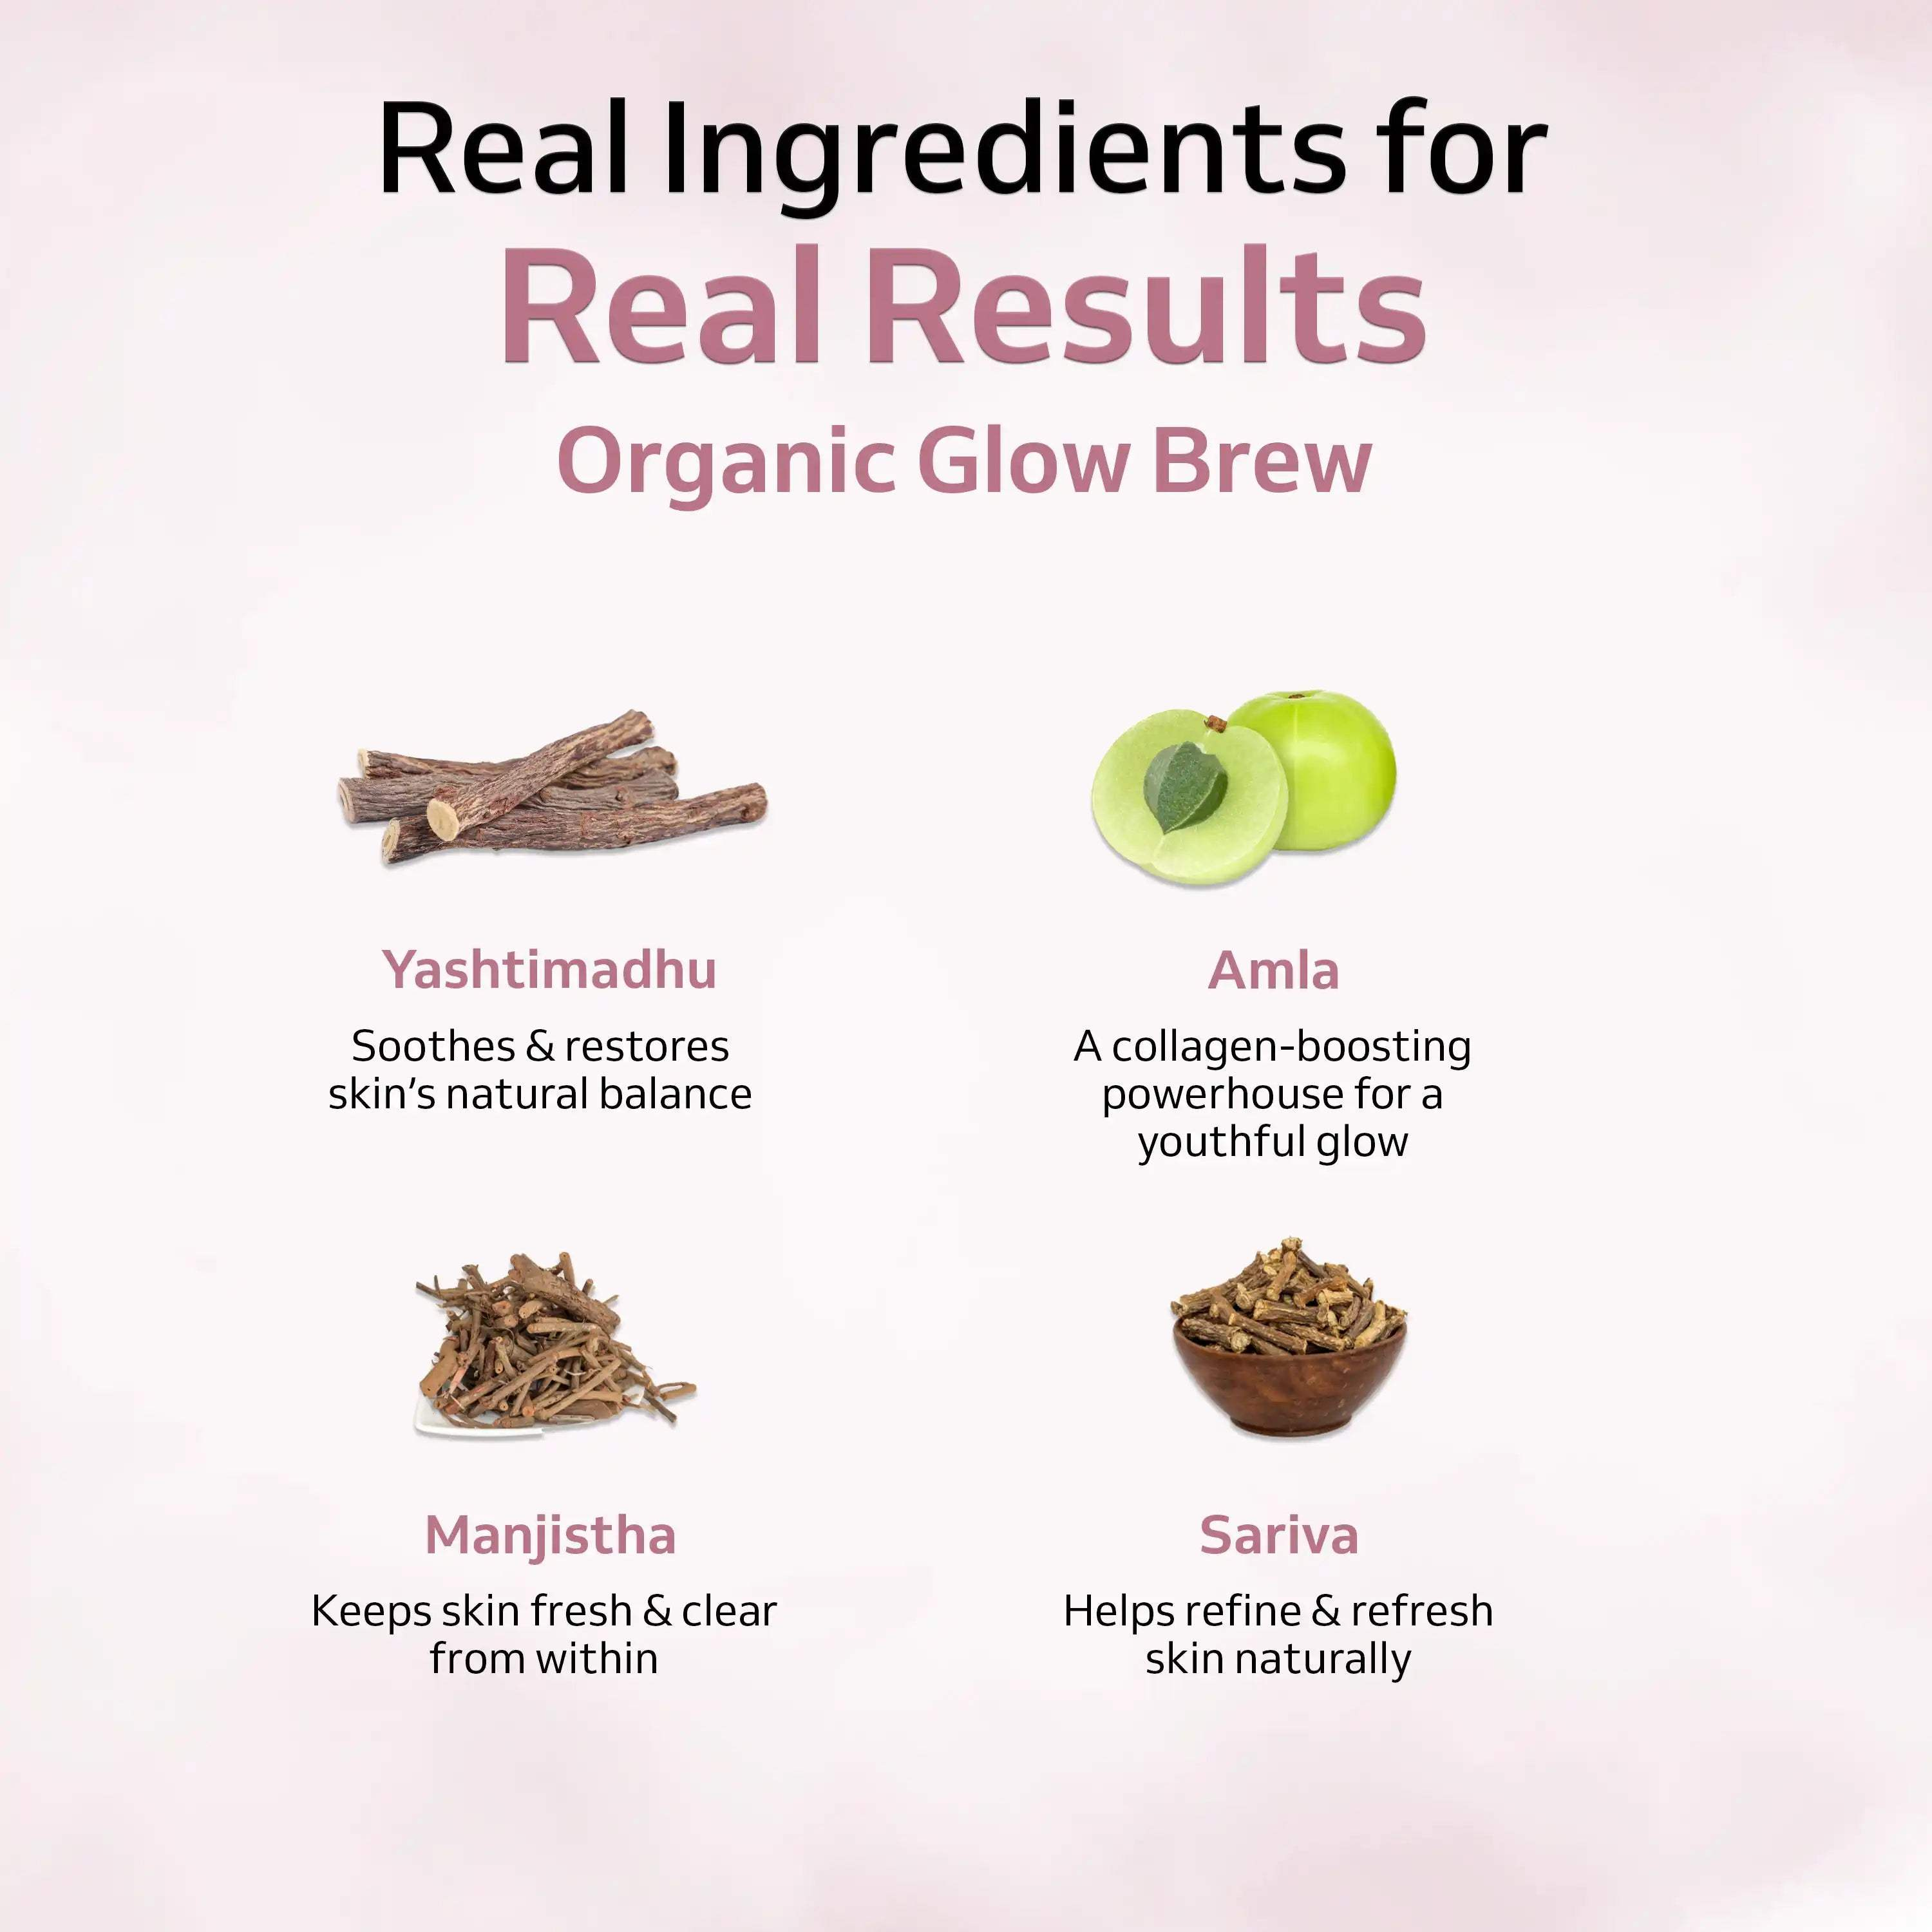 Real Ingredients for
Real Results
Organic Glow Brew
Yashtimadhu
Soothes & restores
skin’s natural balance
Amla
A collagen-boosting
powerhouse for a
youthful glow
Manjistha
Keeps skin fresh & clear
from within
Sariva
Helps refine & refresh
skin naturally